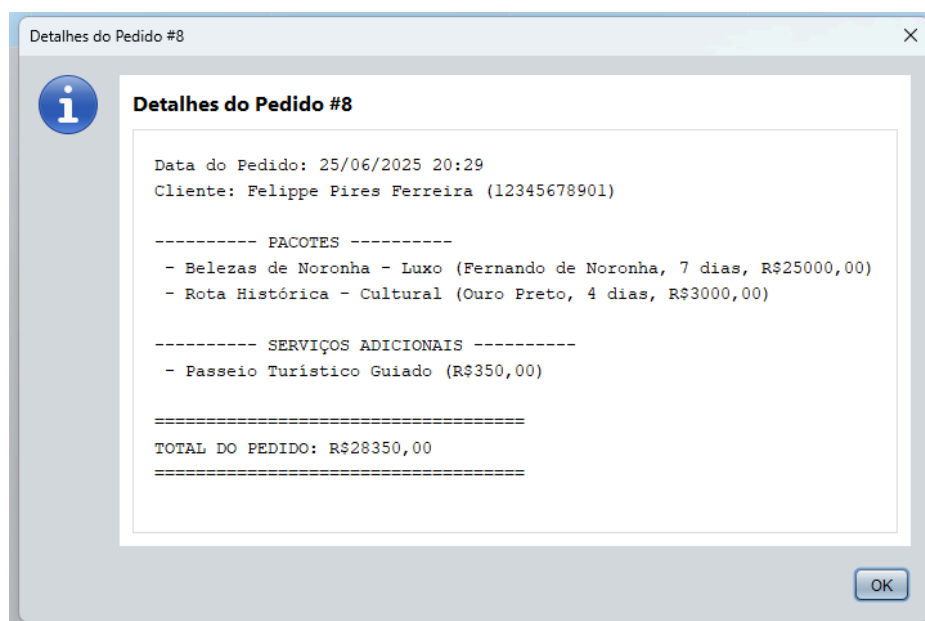 Detalhes do Pedido #8
Detalhes do Pedido #8
Data do Pedido: 25/06/2025 20:29
Cliente: Felippe Pires Ferreira (12345678901)
---------- PACOTES ----------
- Belezas de Noronha - Luxo (Fernando de Noronha, 7 dias, R$25000,00)
- Rota Histórica - Cultural (Ouro Preto, 4 dias, R$3000,00)
---------- SERVIÇOS ADICIONAIS ----------
- Passeio Turístico Guiado (R$350,00)
====================================
TOTAL DO PEDIDO: R$28350,00
====================================
OK